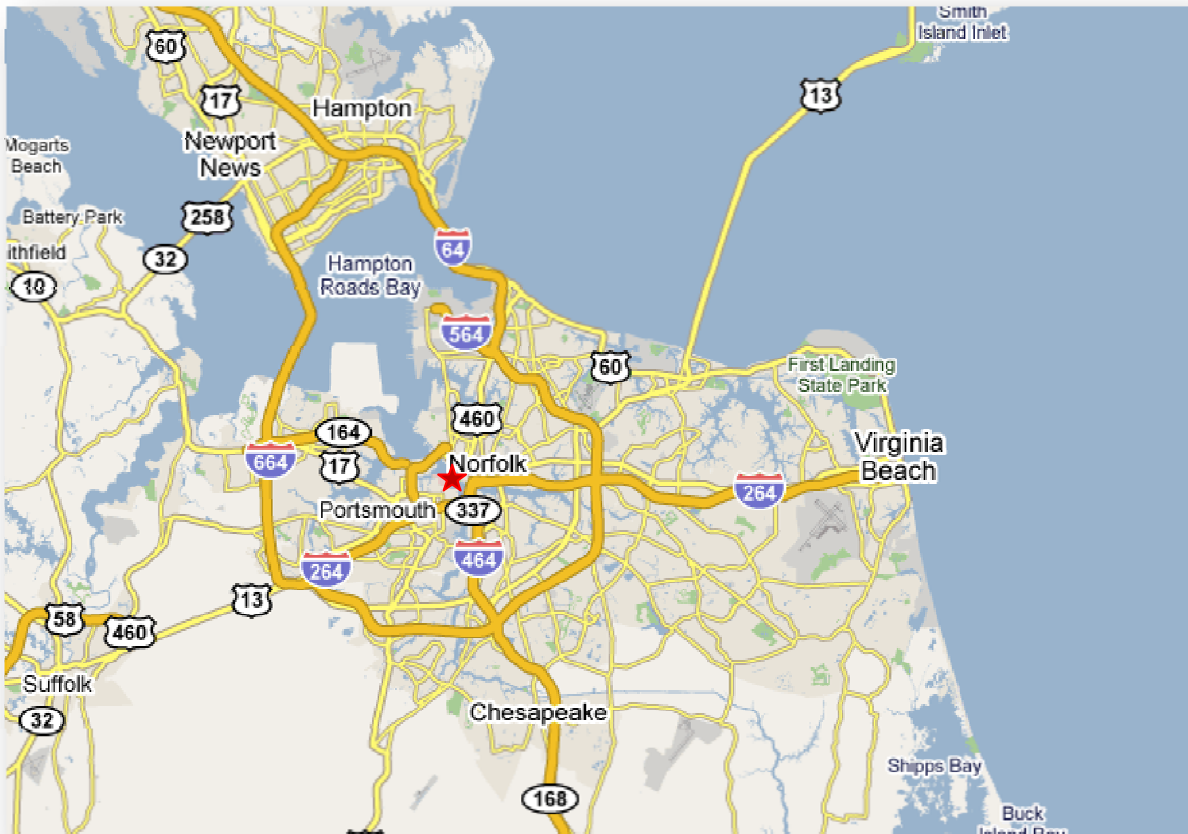 Smith
Island Inlet
60
13
17
Hampton
Newport
News
Mogarts
Beach
258
Battery Park
64
ithfield
32
Hampton
Roads Bay
10
564
60
First Landing
State Park
460
164
Virginia
Beach
664
17
Norfolk
264
Portsmouth
337
464
264
13
58
460
Suffolk
Chesapeake
32
Shipps Bay
168
Buck
Island Bay